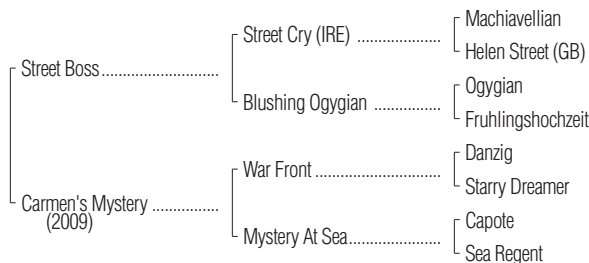 Machiavellian
Street Cry (IRE) ....................
Helen Street (GB)
Street Boss............................
Ogygian
Blushing Ogygian ................
Fruhlingshochzeit
Danzig
War Front ..............................
Starry Dreamer
Carmen's Mystery ................
(2009)
Capote
Mystery At Sea......................
Sea Regent